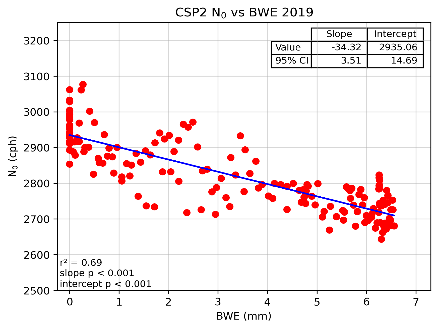 CSP2 N₀ vs BWE 2019
Slope Intercept
Value -34.32 2935.06
95% CI 3.51 14.69
3200
3100
3000
2900
2800
2700
2600
2500
N₀ (cph)
r² = 0.69
slope p < 0.001
intercept p < 0.001
0 1 2 3 4 5 6 7
BWE (mm)